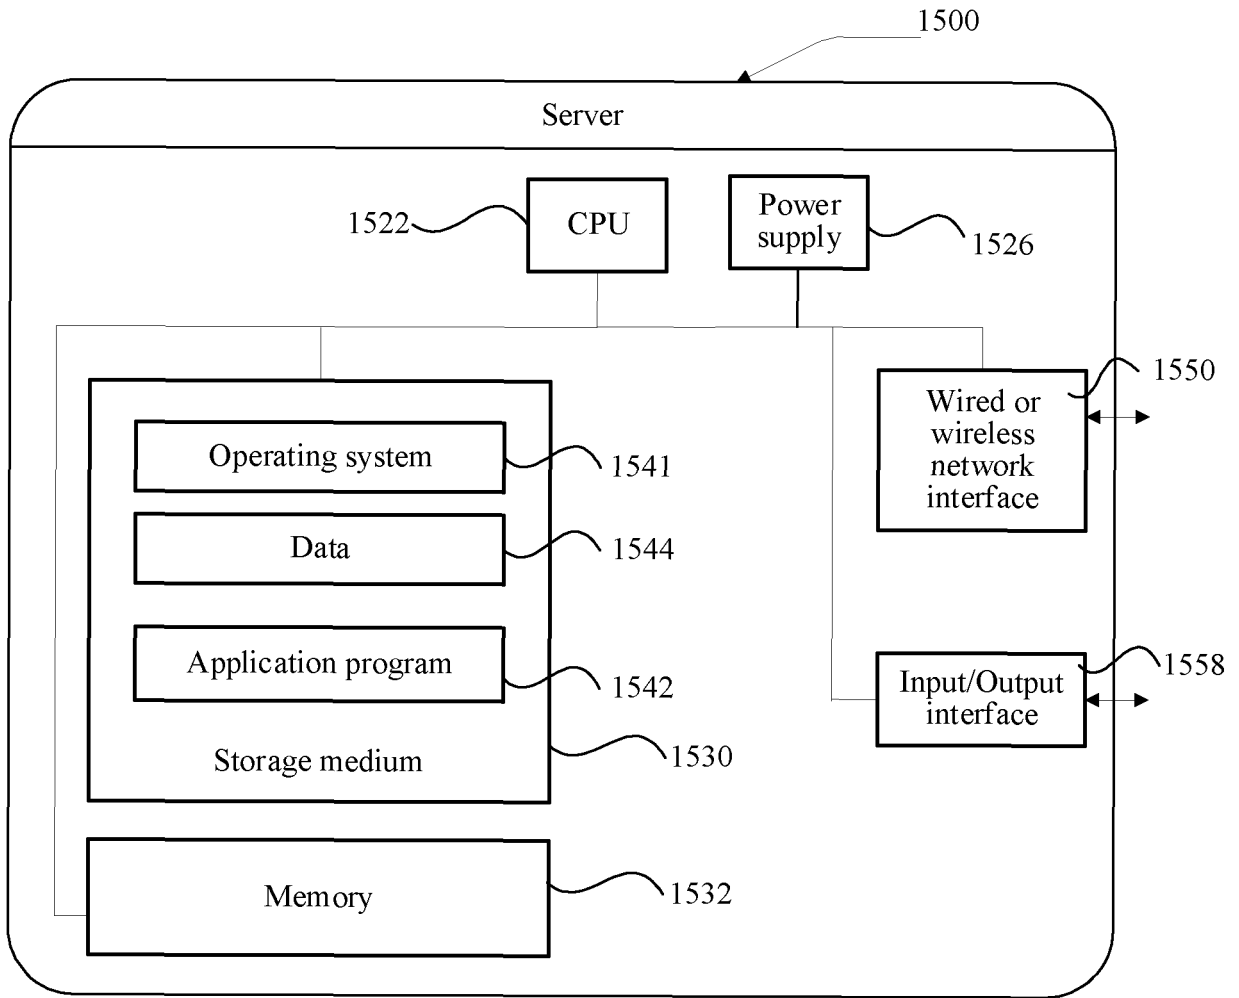 1500
Server
1522
CPU
Power
supply
1526
1550
Wired or
wireless
network
interface
Operating system
1541
Data
1544
Application program
1542
1558
Input/Output
interface
Storage medium
1530
Memory
1532